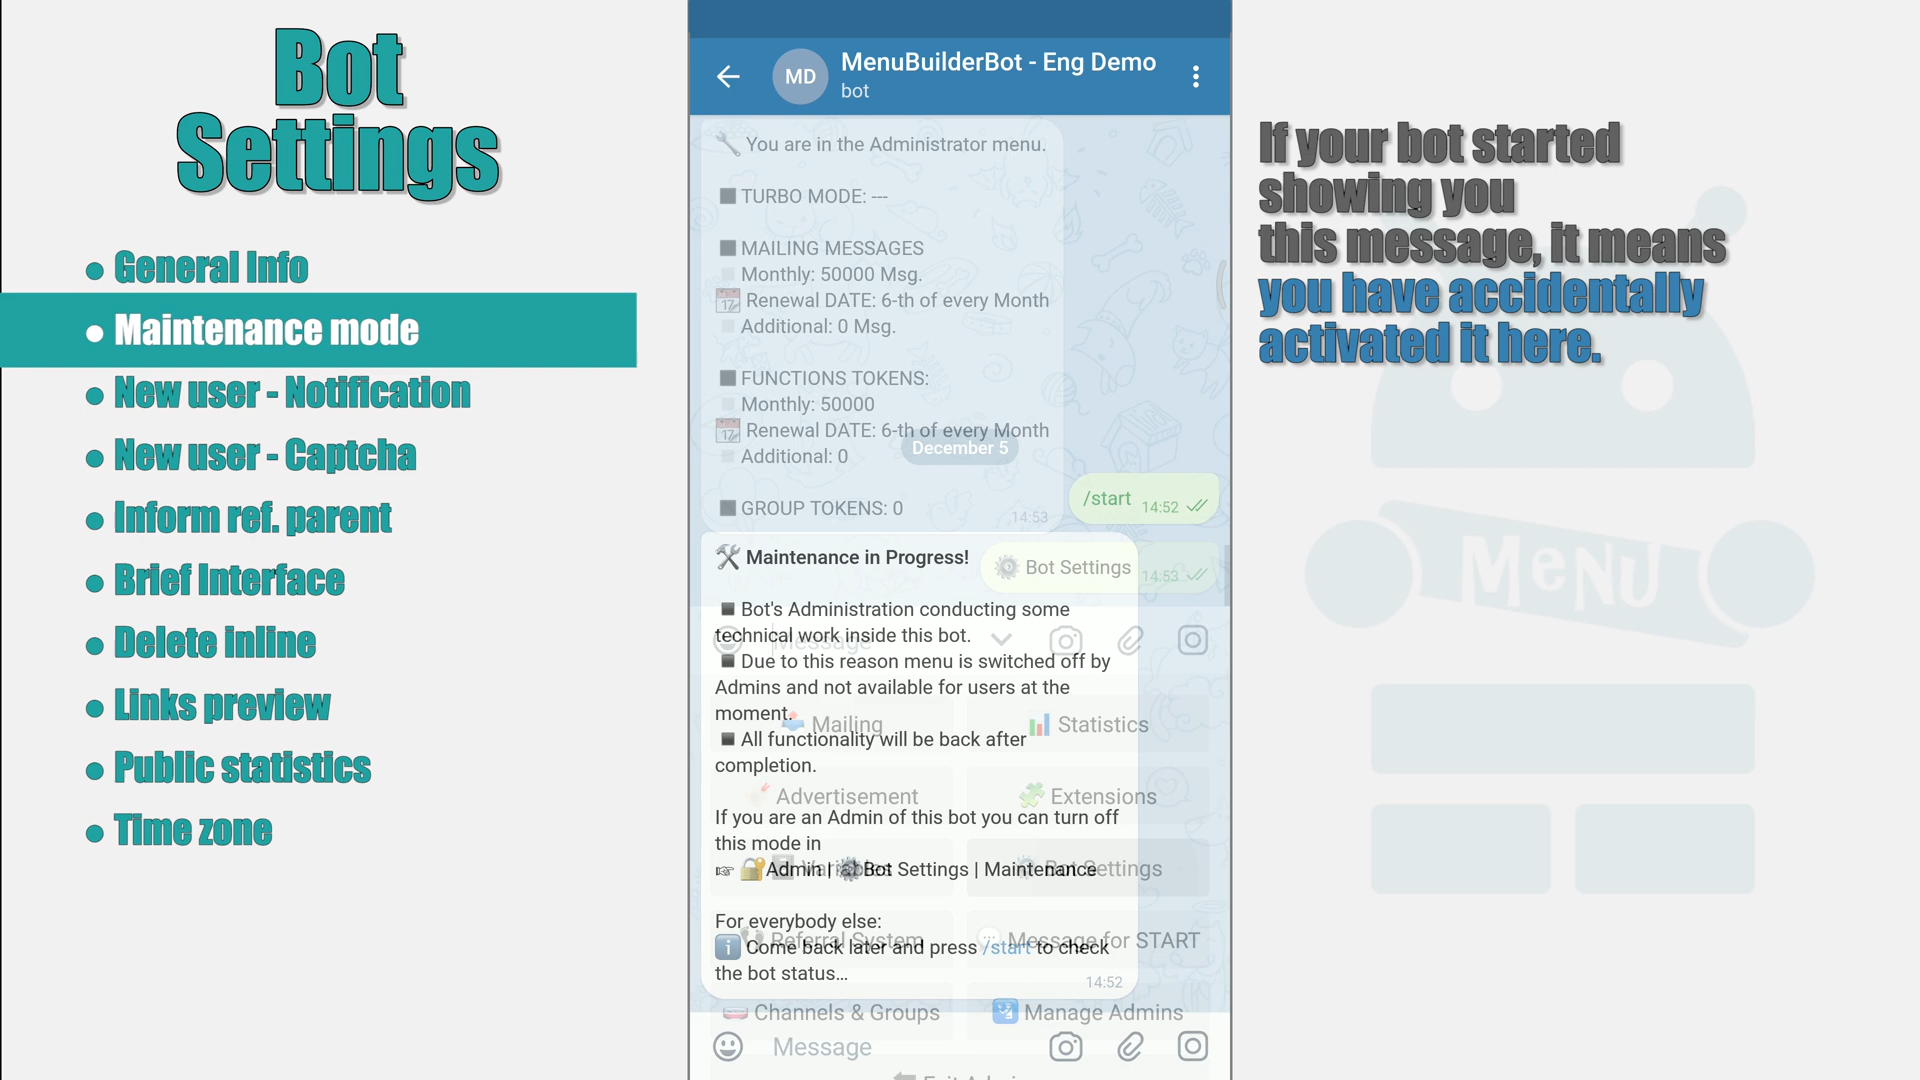 Bot
Settings
General Info
Maintenance mode
New user - Notification
New user - Captcha
Inform ref. parent
Brief Interface
Delete inline
Links preview
Public statistics
Time zone
MD
MenuBuilderBot - Eng Demo
bot
You are in the Administrator menu.
TURBO MODE: ---
MAILING MESSAGES
Monthly: 50000 Msg.
Renewal DATE: 6-th of every Month
Additional: 0 Msg.
FUNCTIONS TOKENS:
Monthly: 50000
Renewal DATE: 6-th of every Month
December 5
Additional: 0
/start 14:52
GROUP TOKENS: 0
14:53
Maintenance in Progress!
Bot Settings 14:53
Bot's Administration conducting some
technical work inside this bot.
Message
Due to this reason menu is switched off by
Admins and not available for users at the
moment.
Mailing
Statistics
All functionality will be back after
completion.
Advertisement
Extensions
If you are an Admin of this bot you can turn off
this mode in
☞ Admin | Bot Settings | Maintenance
Variables
Bot Settings
For everybody else:
Referral System
Message for START
Come back later and press /start to check
the bot status...
14:52
Channels & Groups
Manage Admins
Message
If your bot started
showing you
this message, it means
you have accidentally
activated it here.
MeNU